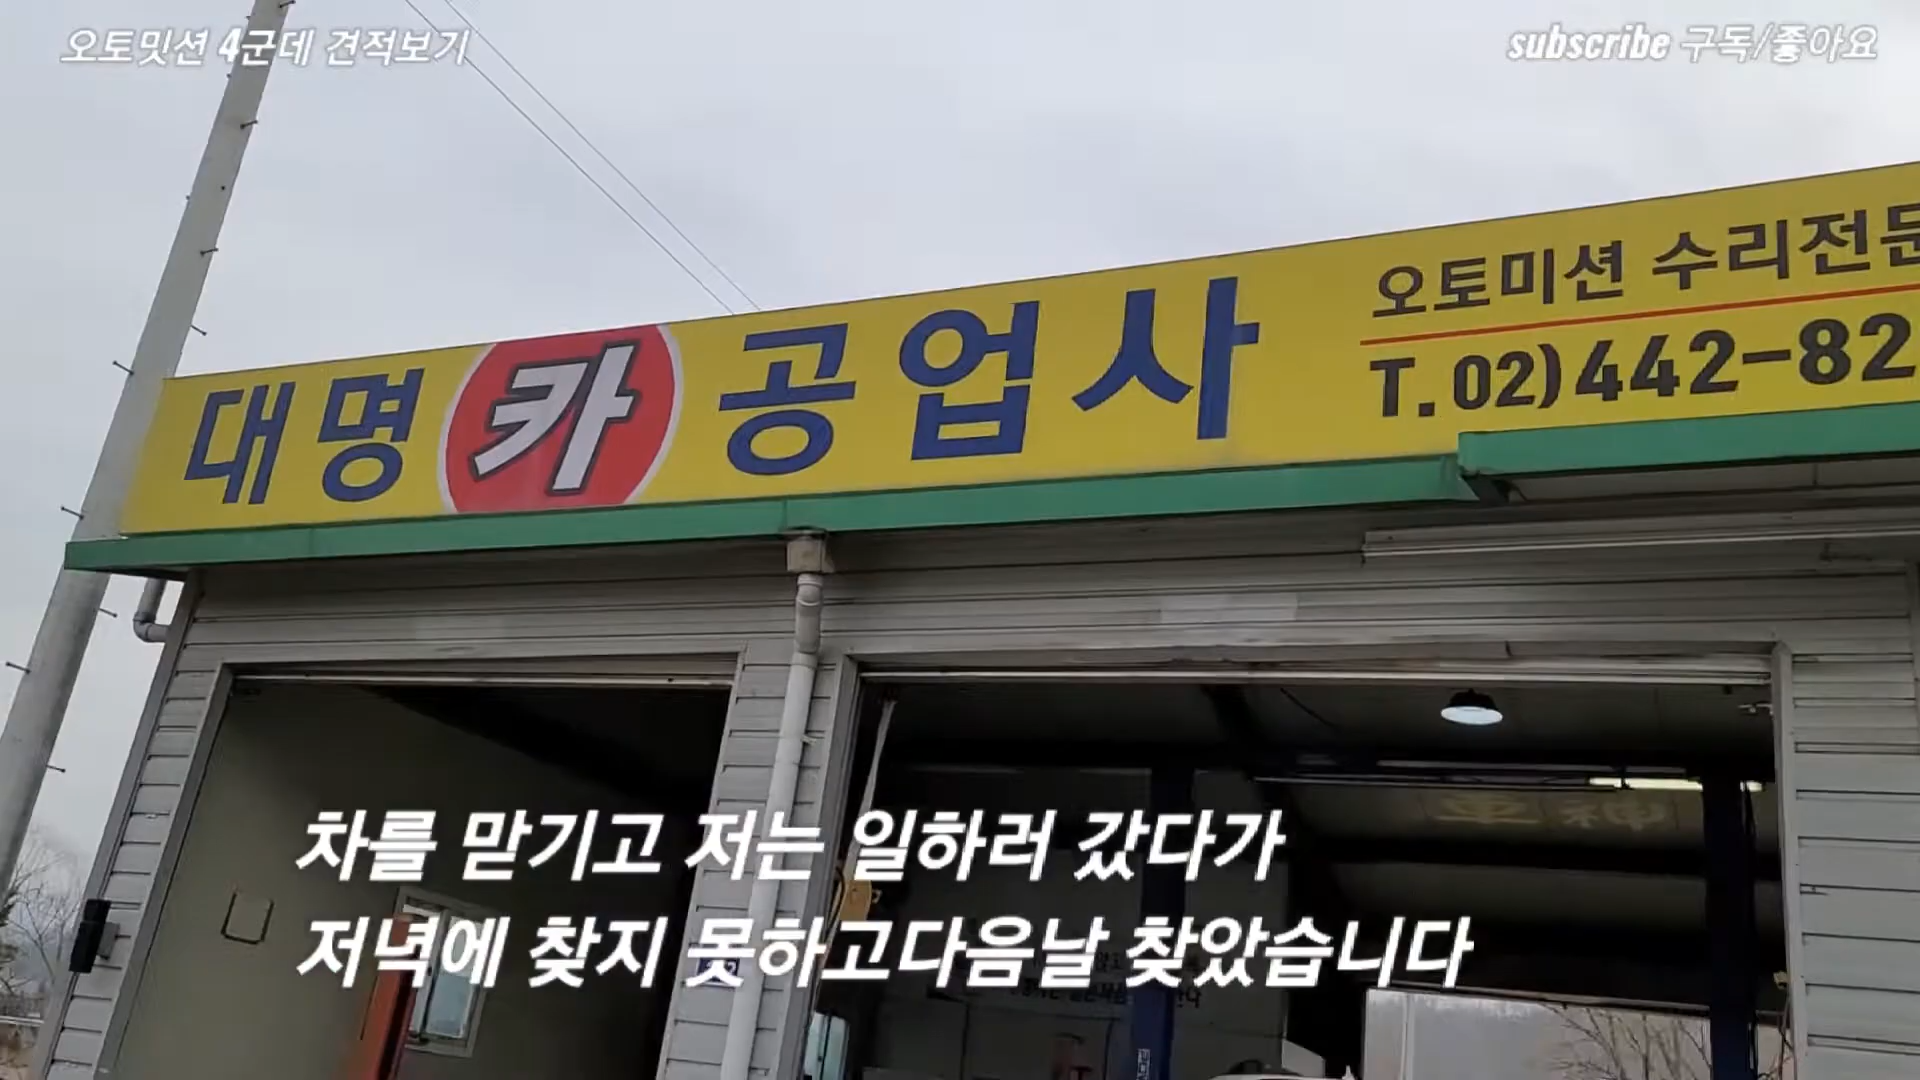 오토밋션 4군데 견적보기
subscribe 구독/좋아요
대명카공업사
오토미션 수리전문
T. 02) 442-82
차를 맏기고 저는 일하러 갔다가
저녁에 찾지 못하고다음날 찾았습니다